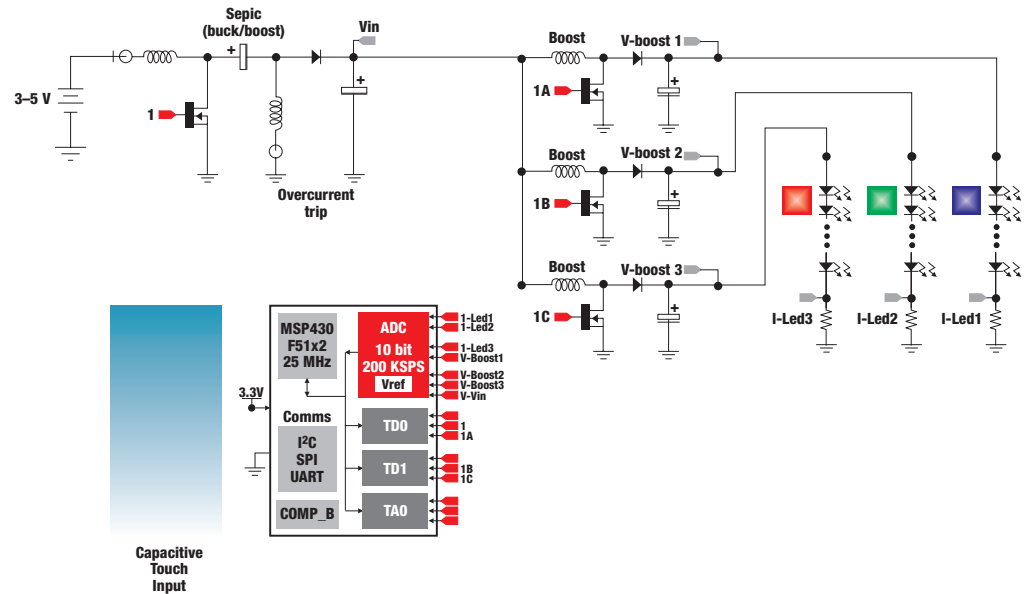 Sepic
(buck/boost)
Vin
3–5 V
1
Overcurrent
trip
Boost
V-boost 1
1A
Boost
V-boost 2
1B
Boost
V-boost 3
1C
I-Led3
I-Led2
I-Led1
MSP430
F51x2
25 MHz
ADC
10 bit
200 KSPS
Vref
1-Led1
1-Led2
1-Led3
V-Boost1
V-Boost2
V-Boost3
V-Vin
3.3V
Comms
I²C
SPI
UART
COMP_B
TD0
1
1A
TD1
1B
1C
TA0
Capacitive
Touch
Input